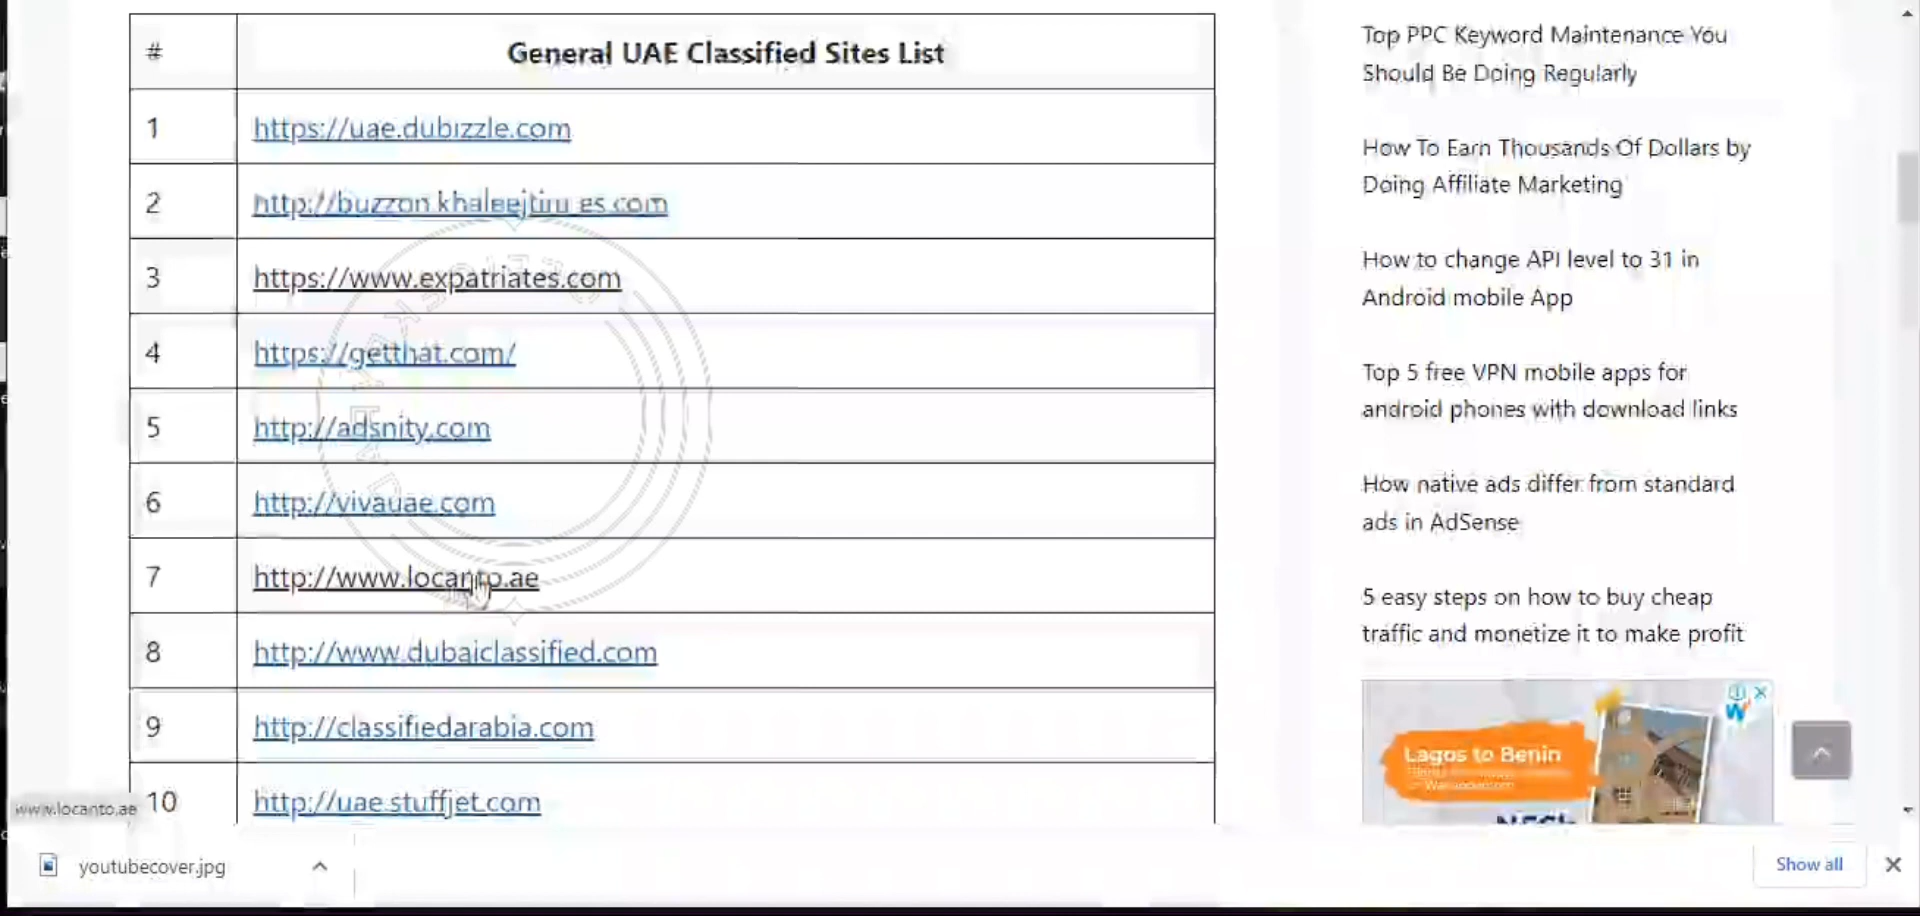 # General UAE Classified Sites List
1 https://uae.dubizzle.com
2 http://buzzon.khaleejtimes.com
3 https://www.expatriates.com
4 https://getthat.com/
5 http://adsnity.com
6 http://vivauae.com
7 http://www.locanto.ae
8 http://www.dubaiclassified.com
9 http://classifiedarabia.com
10 http://uae.stuffjet.com
www.locanto.ae
Top PPC Keyword Maintenance You
Should Be Doing Regularly
How To Earn Thousands Of Dollars by
Doing Affiliate Marketing
How to change API level to 31 in
Android mobile App
Top 5 free VPN mobile apps for
android phones with download links
How native ads differ from standard
ads in AdSense
5 easy steps on how to buy cheap
traffic and monetize it to make profit
Lagos to Benin
youtubecover.jpg
Show all